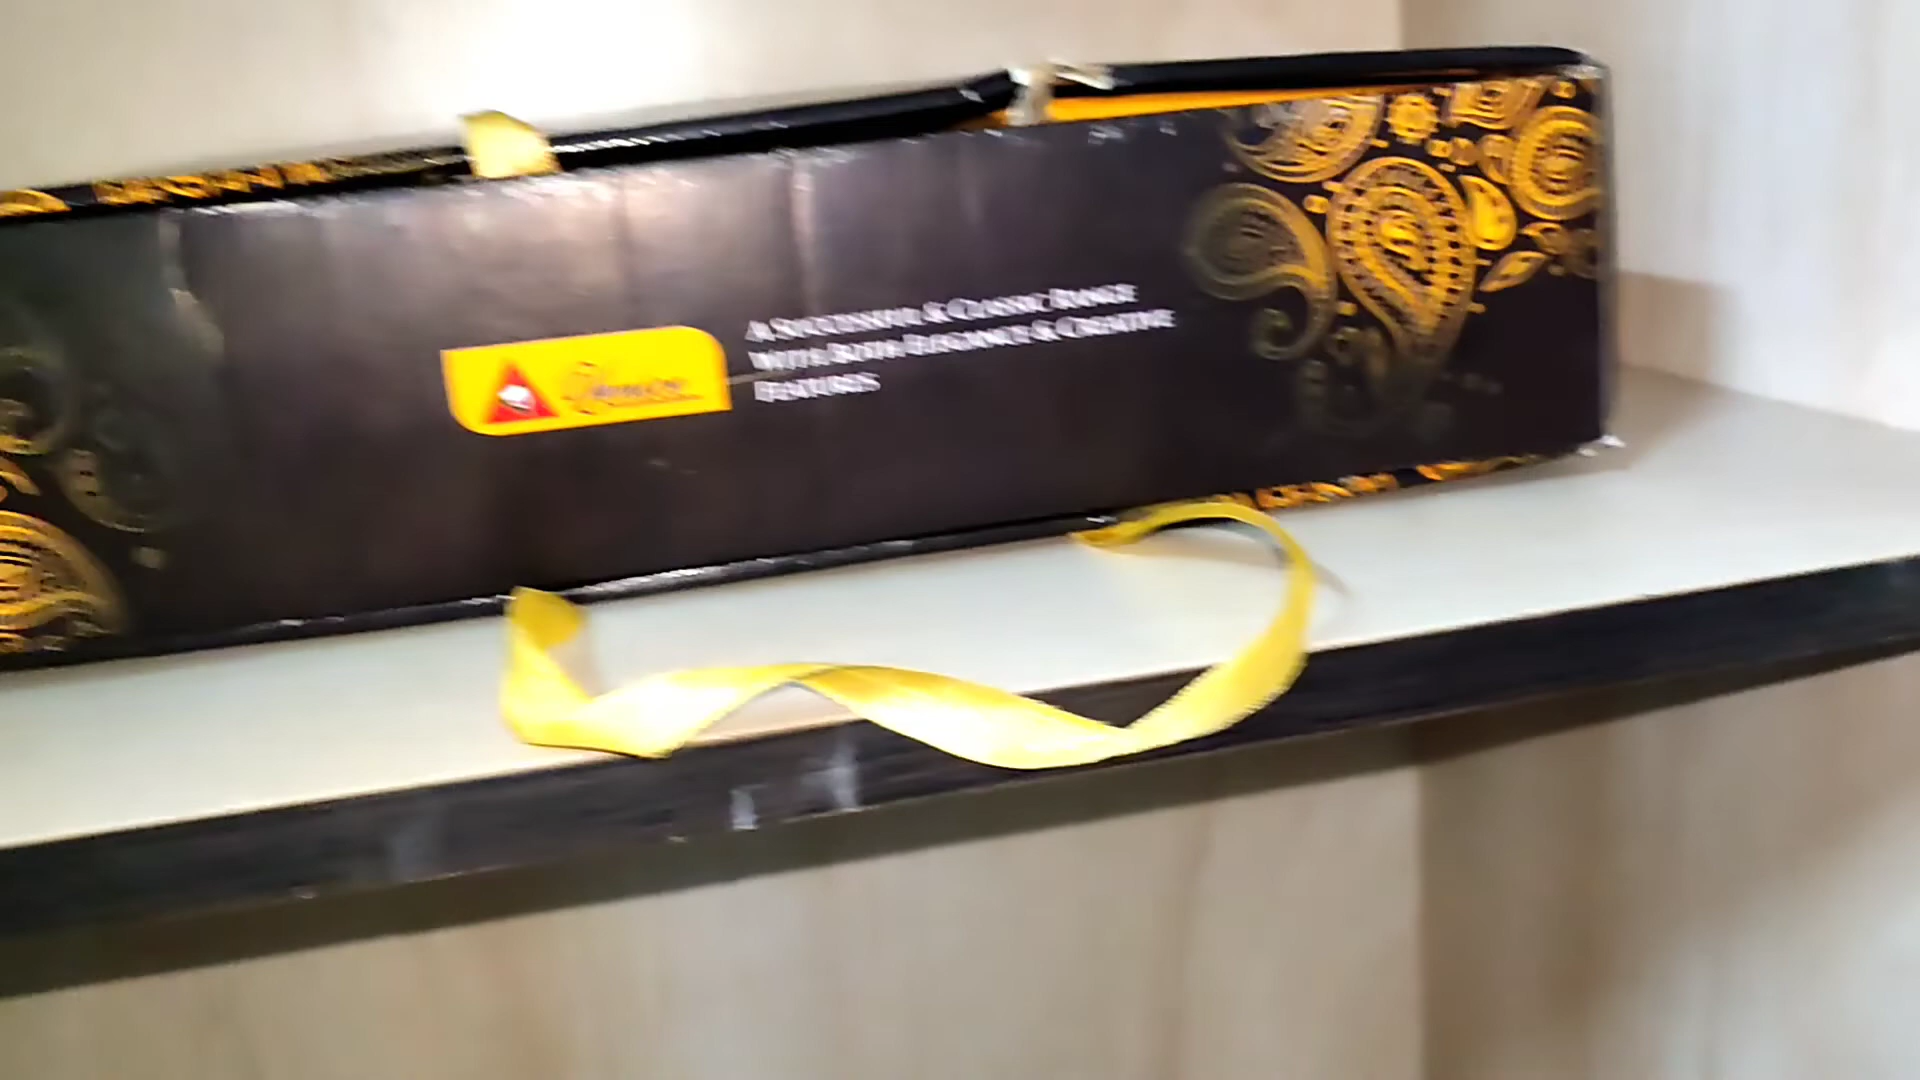 A Successful & Classic Range
with Both Elegance & Creative
Features